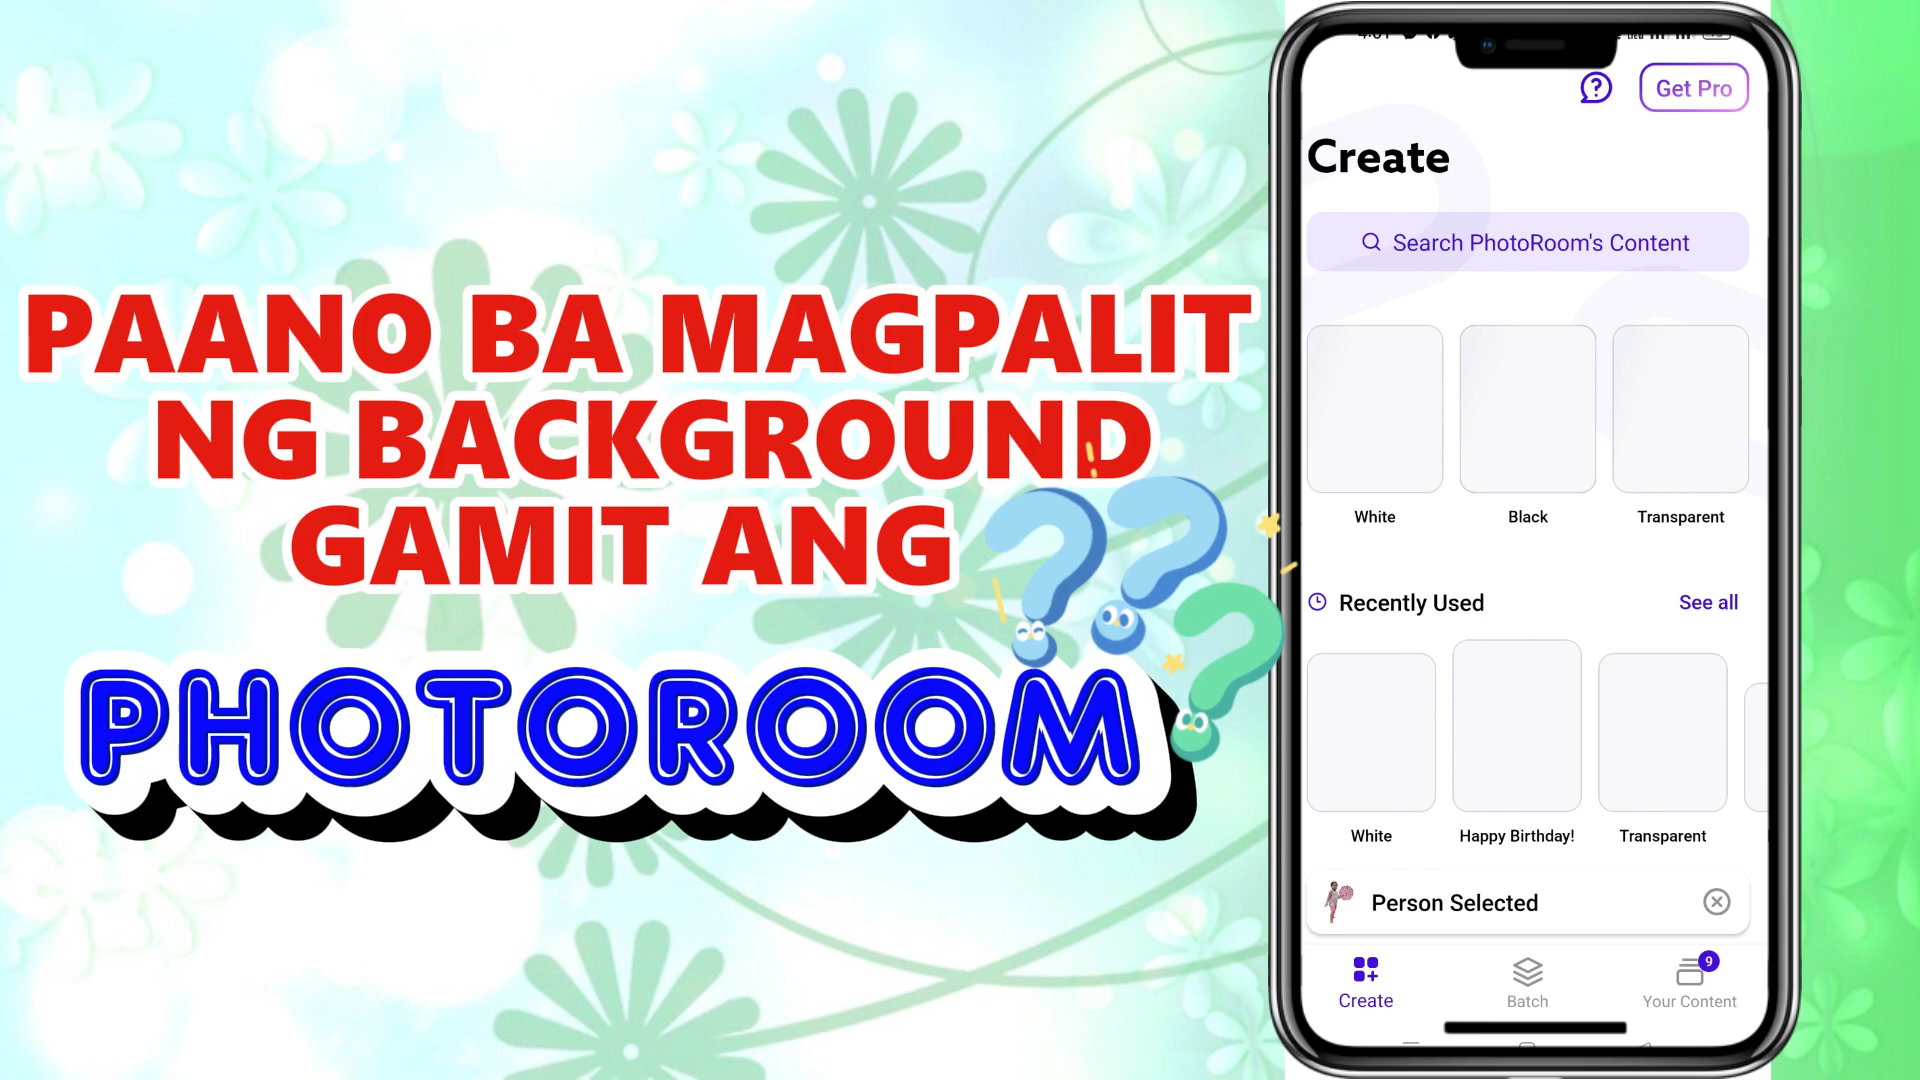 PAANO BA MAGPALIT
NG BACKGROUND
GAMIT ANG
PHOTOROOM
Get Pro
Create
Search PhotoRoom's Content
White
Black
Transparent
Recently Used
See all
White
Happy Birthday!
Transparent
Person Selected
9
Create
Batch
Your Content